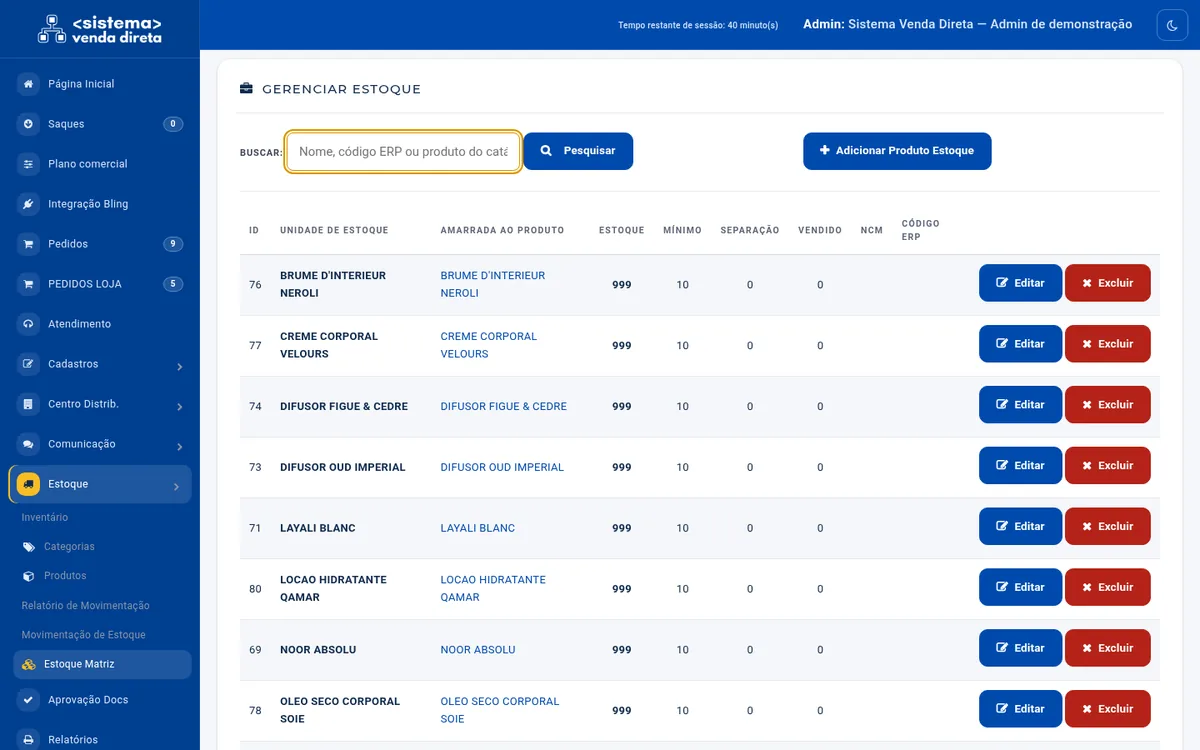 <sistema>
venda direta
Tempo restante de sessão: 40 minuto(s)
Admin: Sistema Venda Direta — Admin de demonstração
Página Inicial
Saques 0
Plano comercial
Integração Bling
Pedidos 9
PEDIDOS LOJA 5
Atendimento
Cadastros
Centro Distrib.
Comunicação
Estoque
Inventário
Categorias
Produtos
Relatório de Movimentação
Movimentação de Estoque
Estoque Matriz
Aprovação Docs
Relatórios
GERENCIAR ESTOQUE
BUSCAR: Nome, código ERP ou produto do catá Pesquisar Adicionar Produto Estoque
ID UNIDADE DE ESTOQUE AMARRADA AO PRODUTO ESTOQUE MÍNIMO SEPARAÇÃO VENDIDO NCM CÓDIGO
ERP
76 BRUME D'INTERIEUR BRUME D'INTERIEUR 999 10 0 0 Editar Excluir
NEROLI NEROLI
77 CREME CORPORAL CREME CORPORAL 999 10 0 0 Editar Excluir
VELOURS VELOURS
74 DIFUSOR FIGUE & CEDRE DIFUSOR FIGUE & CEDRE 999 10 0 0 Editar Excluir
73 DIFUSOR OUD IMPERIAL DIFUSOR OUD IMPERIAL 999 10 0 0 Editar Excluir
71 LAYALI BLANC LAYALI BLANC 999 10 0 0 Editar Excluir
80 LOCAO HIDRATANTE LOCAO HIDRATANTE 999 10 0 0 Editar Excluir
QAMAR QAMAR
69 NOOR ABSOLU NOOR ABSOLU 999 10 0 0 Editar Excluir
78 OLEO SECO CORPORAL OLEO SECO CORPORAL 999 10 0 0 Editar Excluir
SOIE SOIE